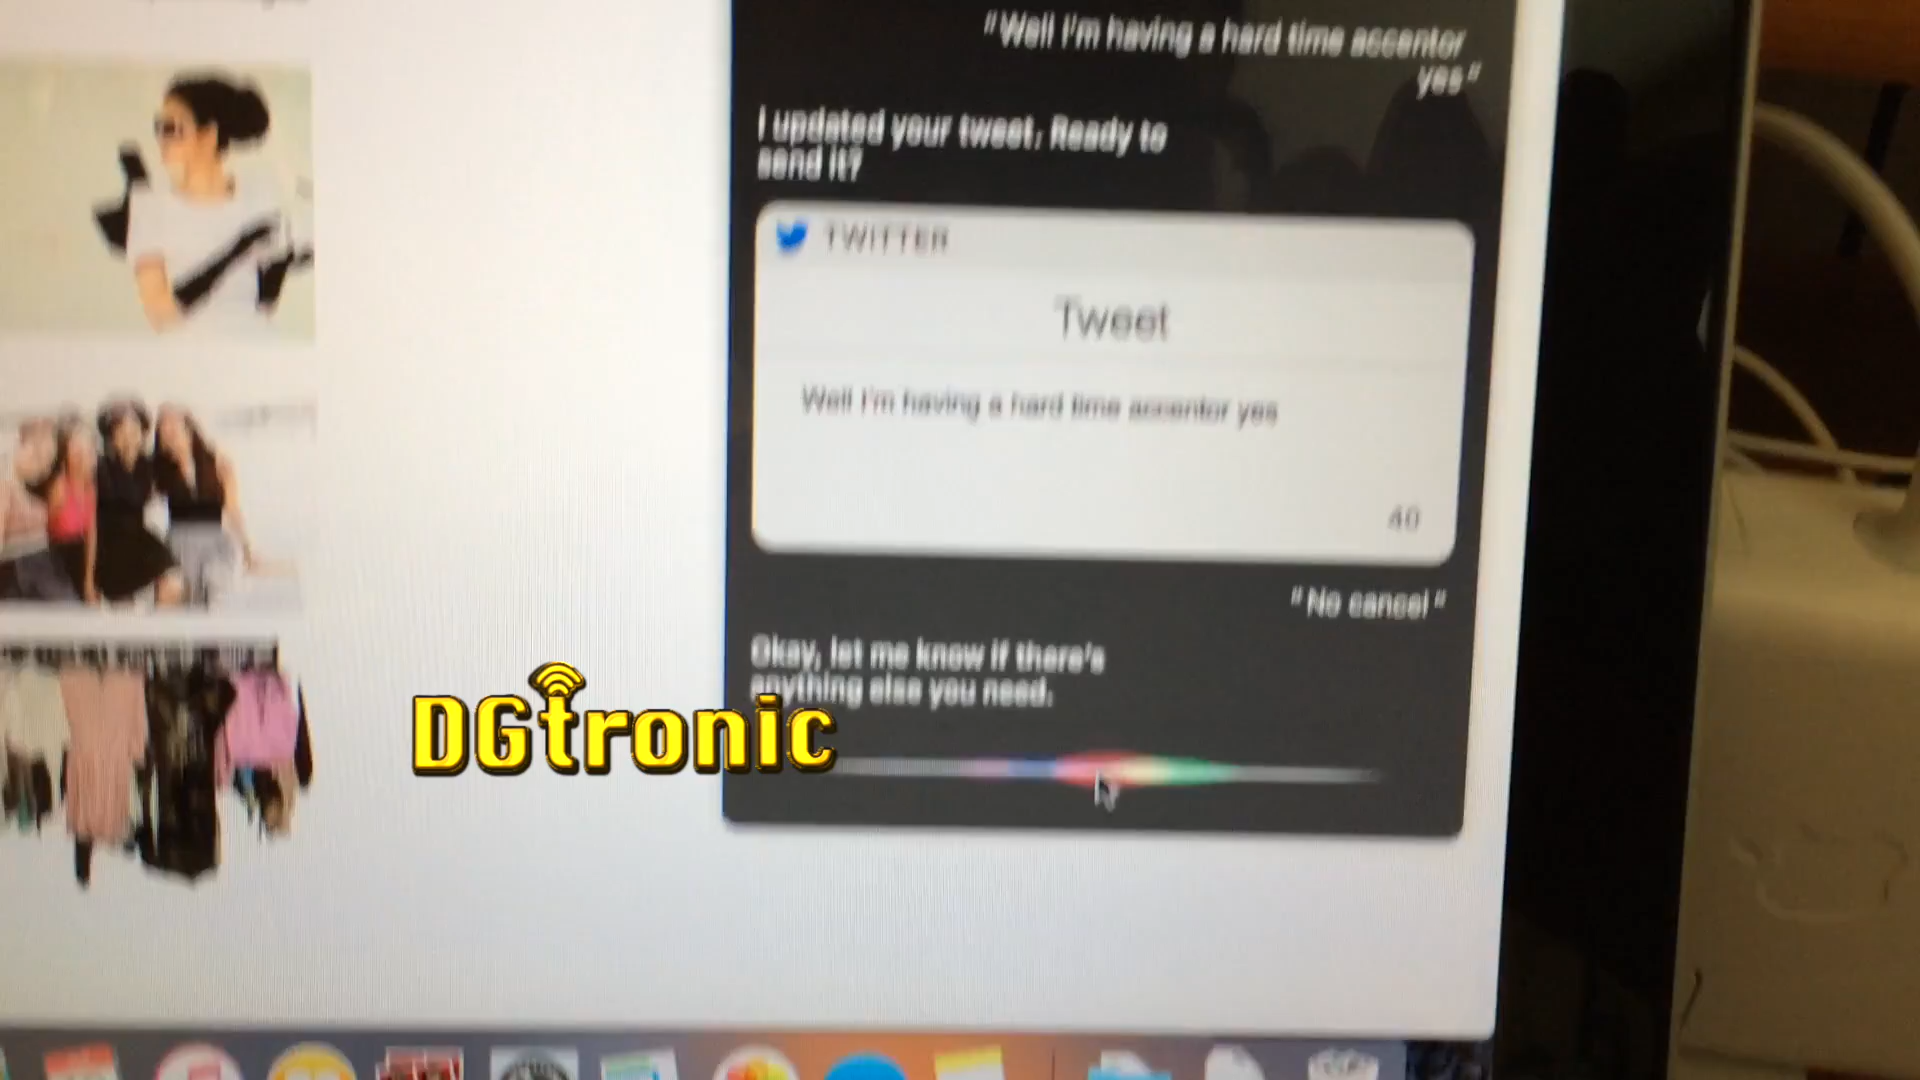 "Well I'm having a hard time accentor
yes"
I updated your tweet. Ready to
send it?
TWITTER
Tweet
Well I'm having a hard time accentor yes
40
"No cancel"
Okay, let me know if there's
anything else you need.
DGtronic